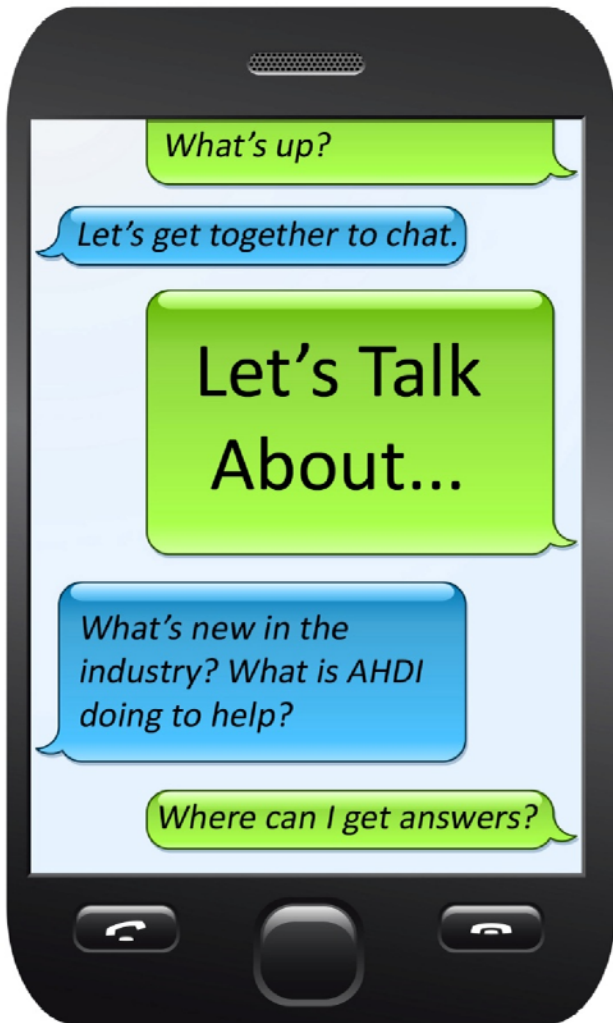 What's up?
Let's get together to chat.
Let's Talk
About...
What's new in the
industry? What is AHDI
doing to help?
Where can I get answers?